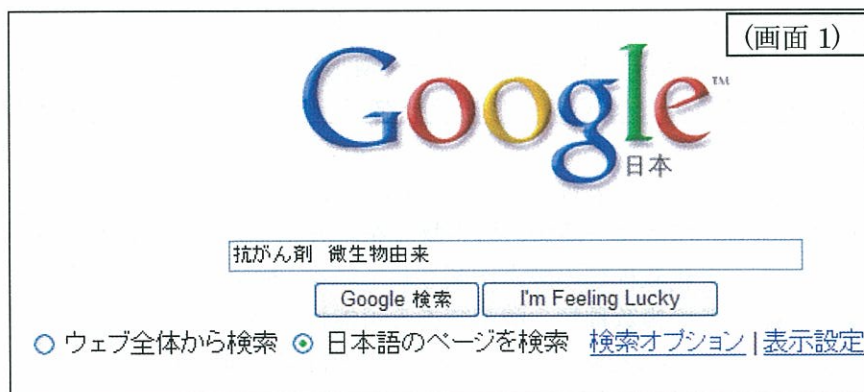 (画面 1)
Google™
日本
抗がん剤 微生物由来
Google 検索 I'm Feeling Lucky
ウェブ全体から検索 日本語のページを検索 検索オプション | 表示設定